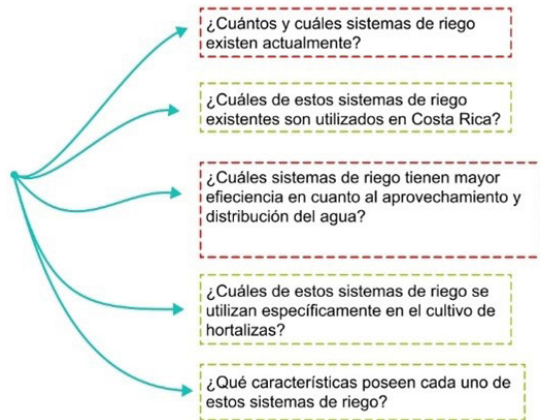 ¿Cuántos y cuáles sistemas de riego
existen actualmente?
¿Cuáles de estos sistemas de riego
existentes son utilizados en Costa Rica?
¿Cuáles sistemas de riego tienen mayor
efieciencia en cuanto al aprovechamiento y
distribución del agua?
¿Cuáles de estos sistemas de riego se
utilizan específicamente en el cultivo de
hortalizas?
¿Qué características poseen cada uno de
estos sistemas de riego?